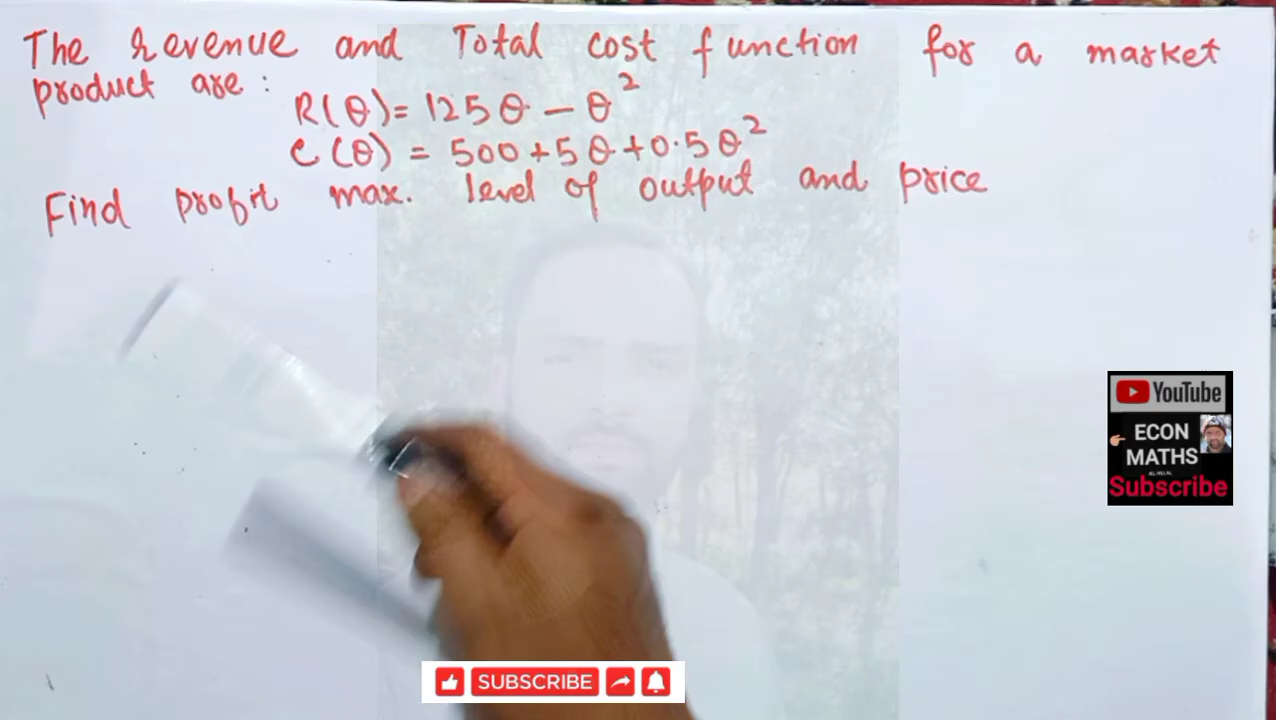 The revenue and Total cost function for a market
product are:
R(θ) = 125θ - θ²
C(θ) = 500 + 5θ + 0.5θ²
Find profit max. level of output and price
YouTube
ECON
MATHS
Subscribe
SUBSCRIBE